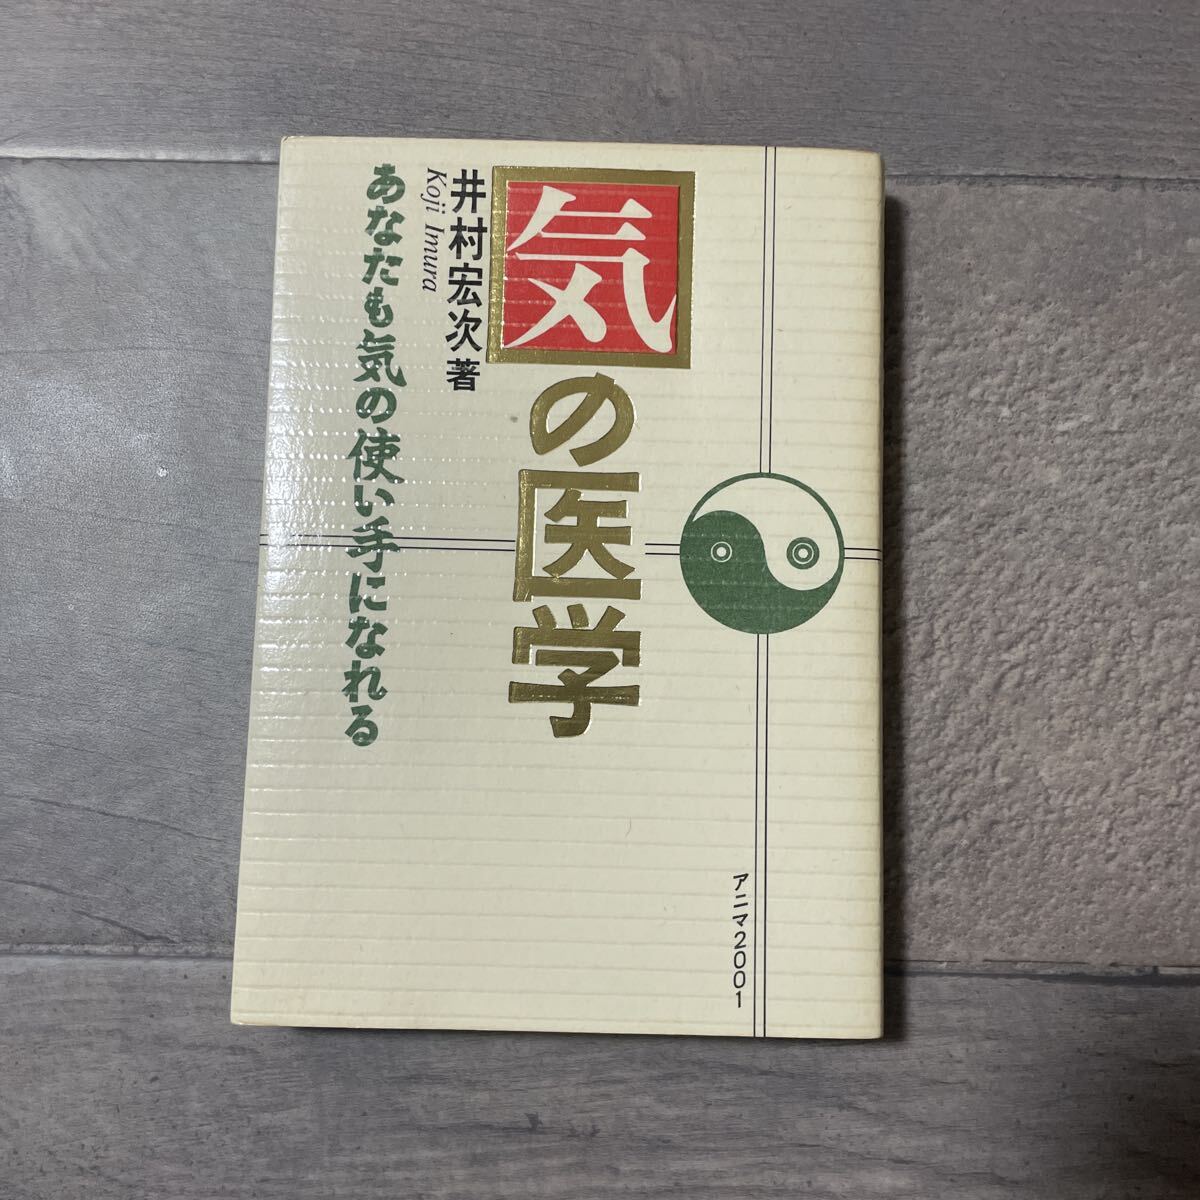 気の医学
井村宏次著
Koji Imura
あなたも気の使い手になれる
アニマ2001